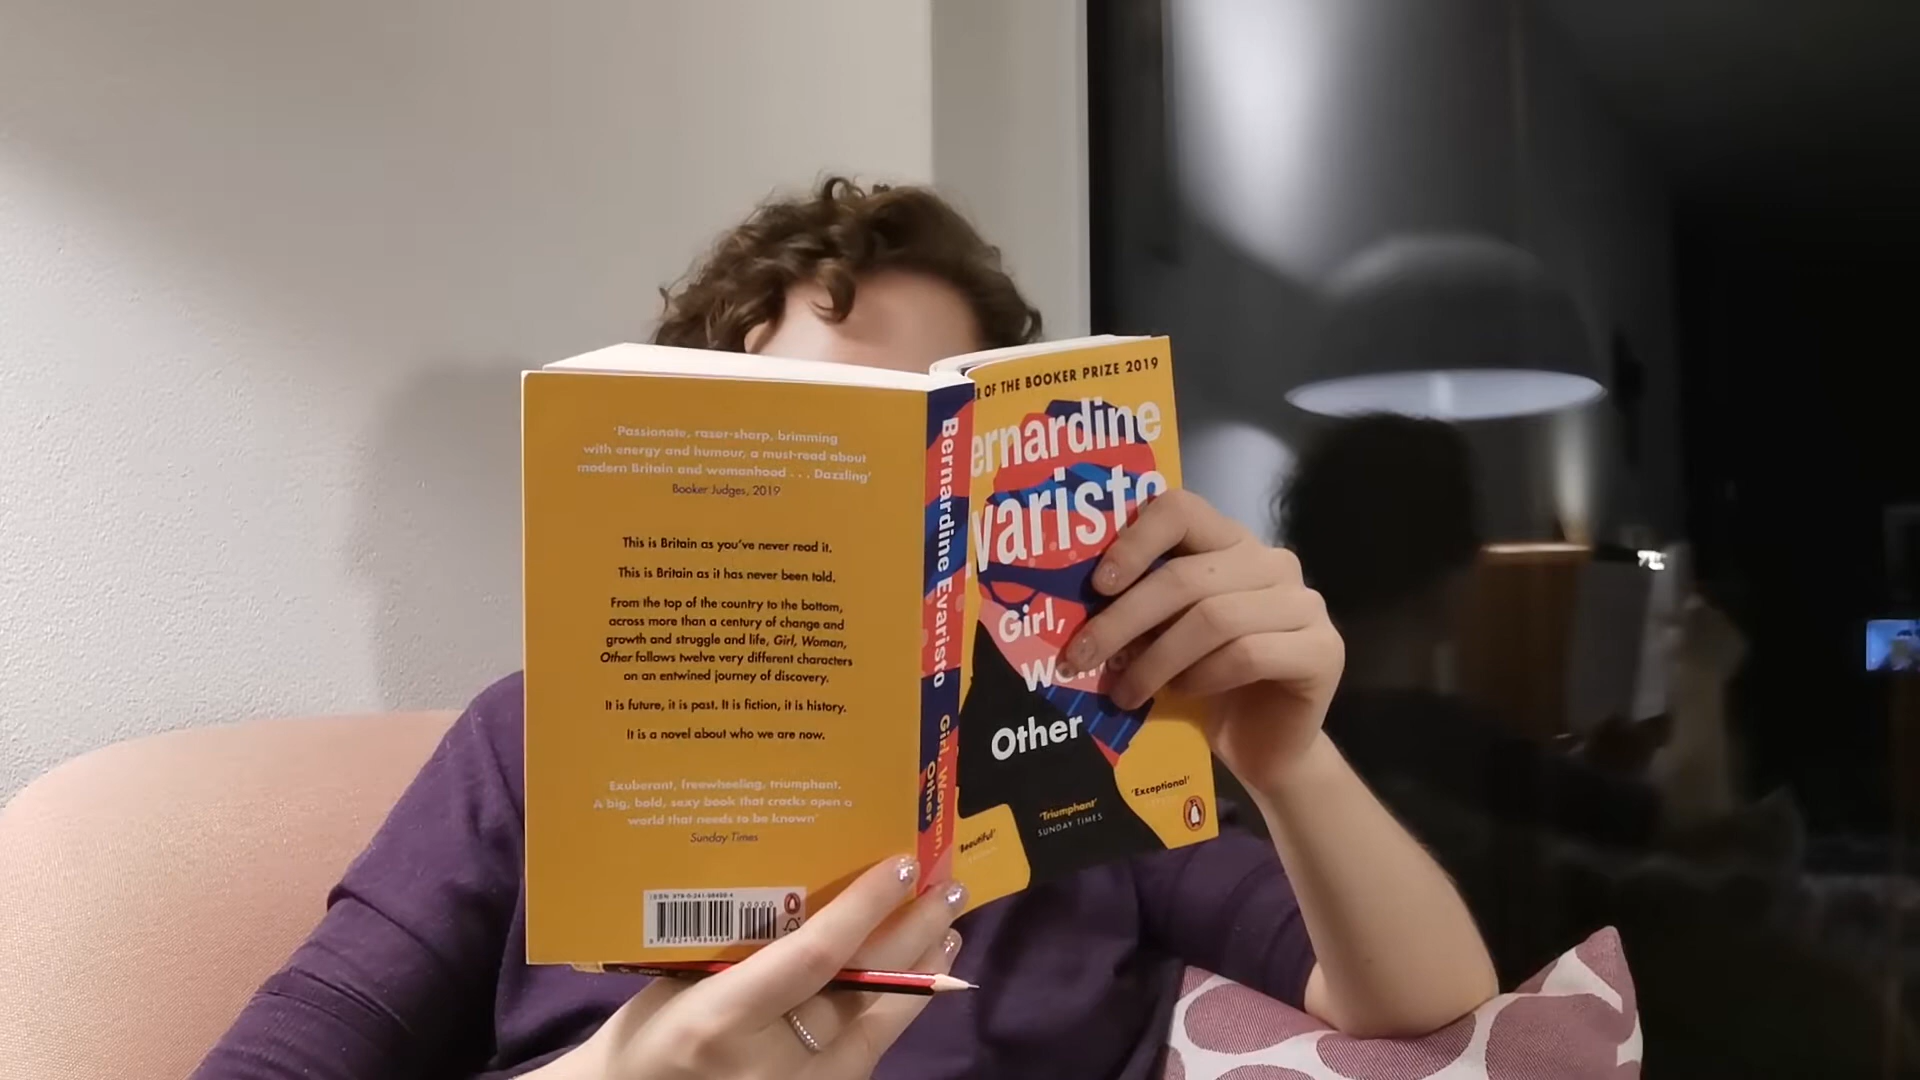 'Passionate, razor-sharp, brimming
with energy and humour, a must-read about
modern Britain and womanhood . . . Dazzling'
Booker Judges, 2019
This is Britain as you've never read it.
This is Britain as it has never been told.
From the top of the country to the bottom,
across more than a century of change and
growth and struggle and life, Girl, Woman,
Other follows twelve very different characters
on an entwined journey of discovery.
It is future, it is past. It is fiction, it is history.
It is a novel about who we are now.
Exuberant, freewheeling, triumphant.
A big, bold, sexy book that cracks open a
world that needs to be known'
Sunday Times
90000
Bernardine Evaristo
Girl, Woman,
Other
OF THE BOOKER PRIZE 2019
ernardine
varisto
Girl,
Other
'Beautiful'
'Triumphant'
SUNDAY TIMES
'Exceptional'